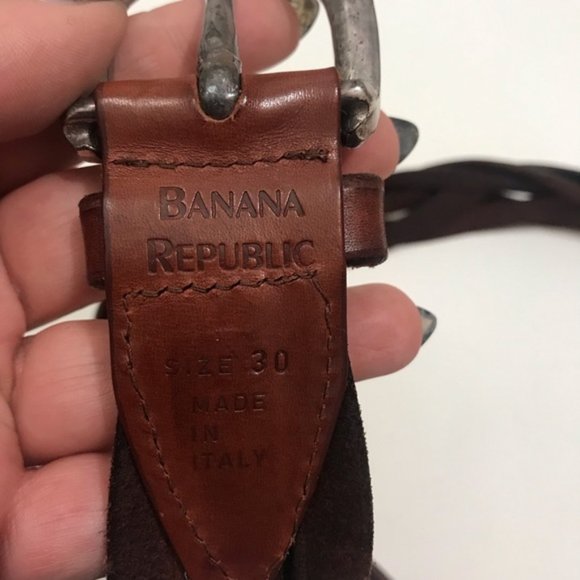 BANANA
REPUBLIC
SIZE 30
MADE
IN
ITALY